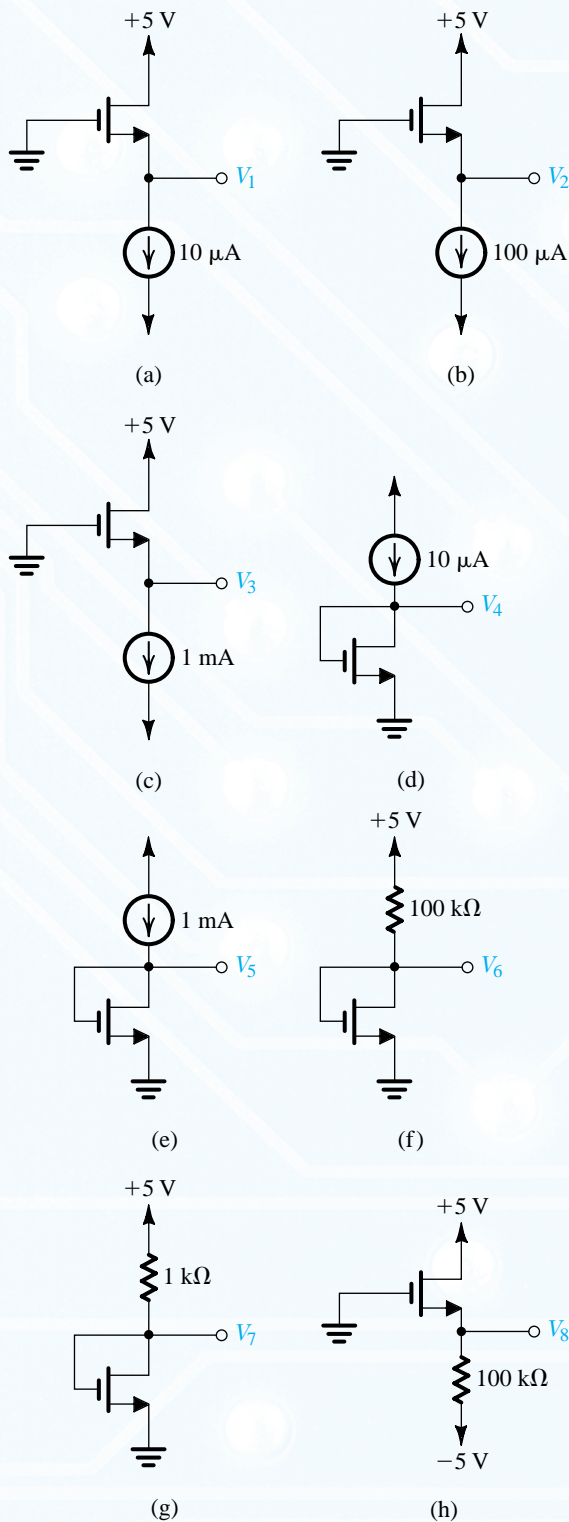 +5 V +5 V
V1 V2
10 μA 100 μA
(a) (b)
+5 V
10 μA
V3 V4
1 mA
(c) (d)
+5 V
1 mA 100 kΩ
V5 V6
(e) (f)
+5 V +5 V
1 kΩ
V7 V8
100 kΩ
−5 V
(g) (h)